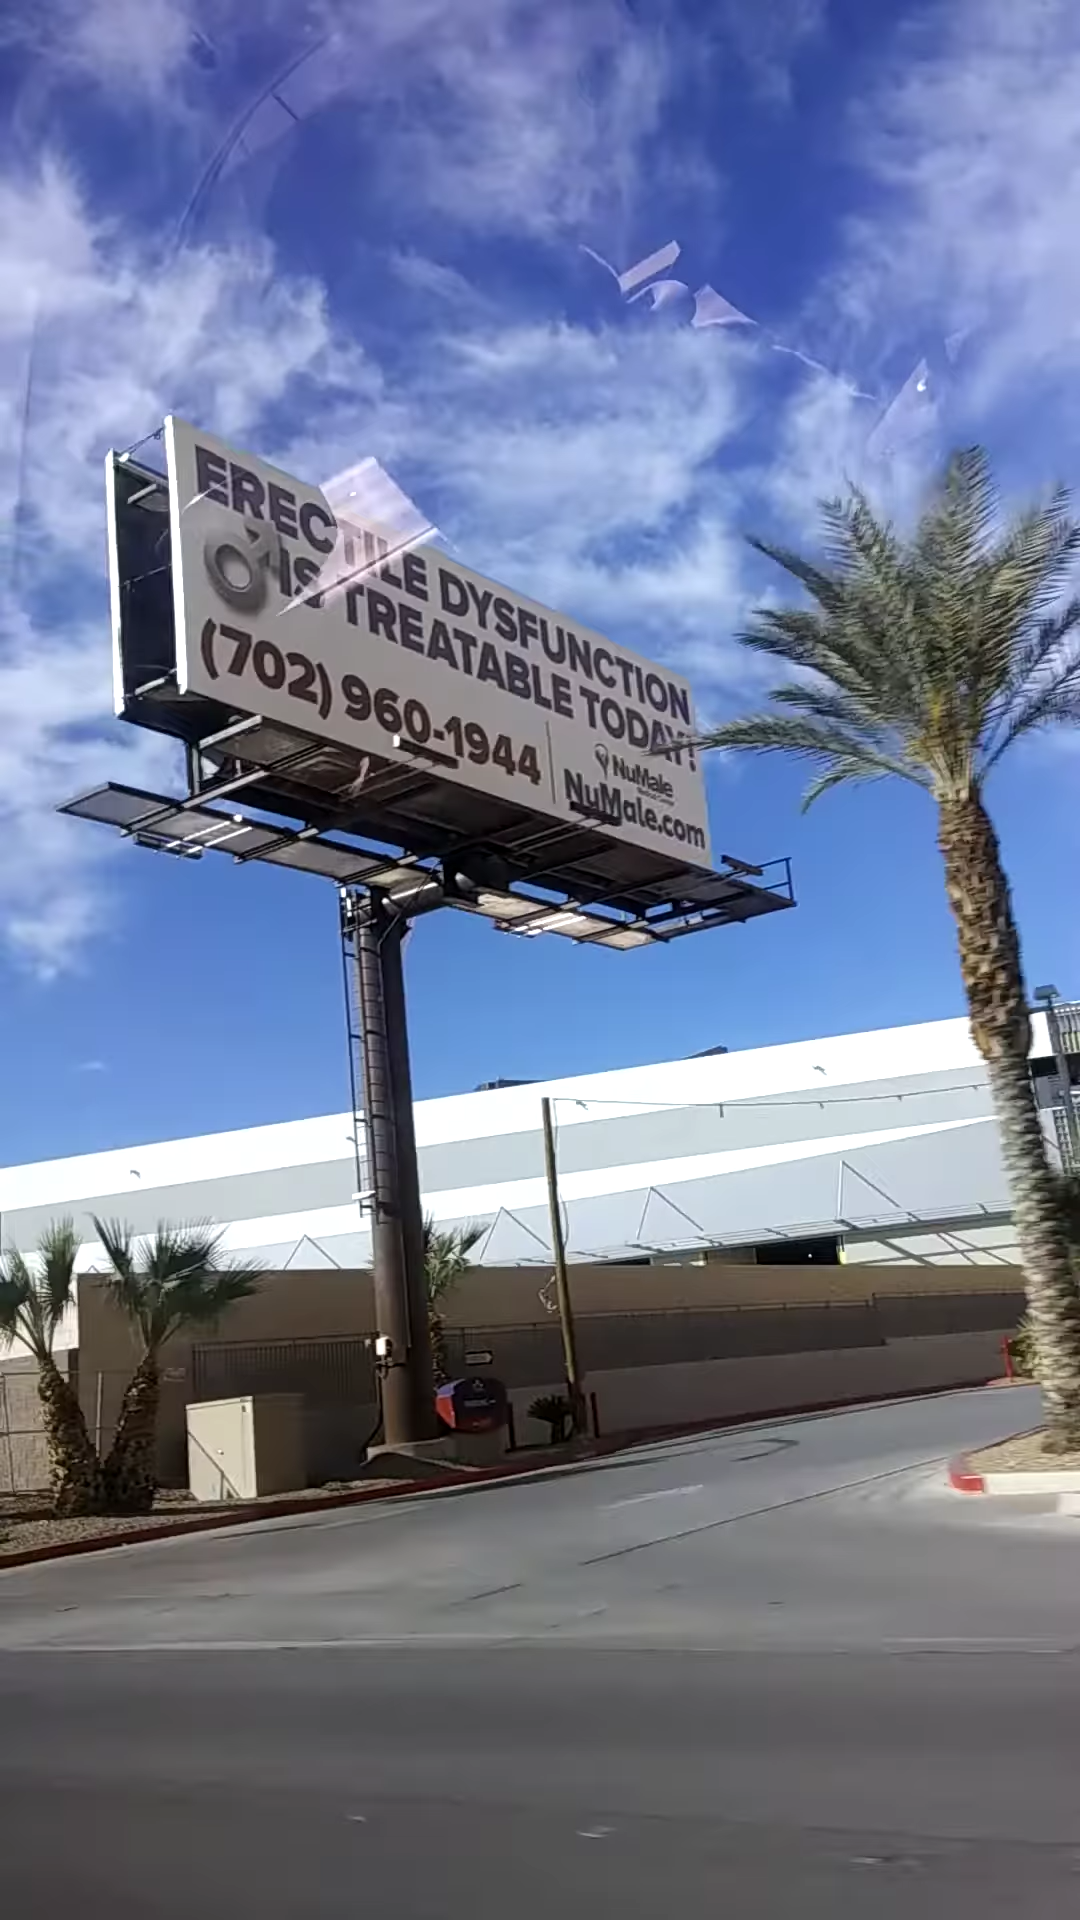 ERECTILE DYSFUNCTION
IS TREATABLE TODAY!
(702) 960-1944
NuMale
NuMale.com